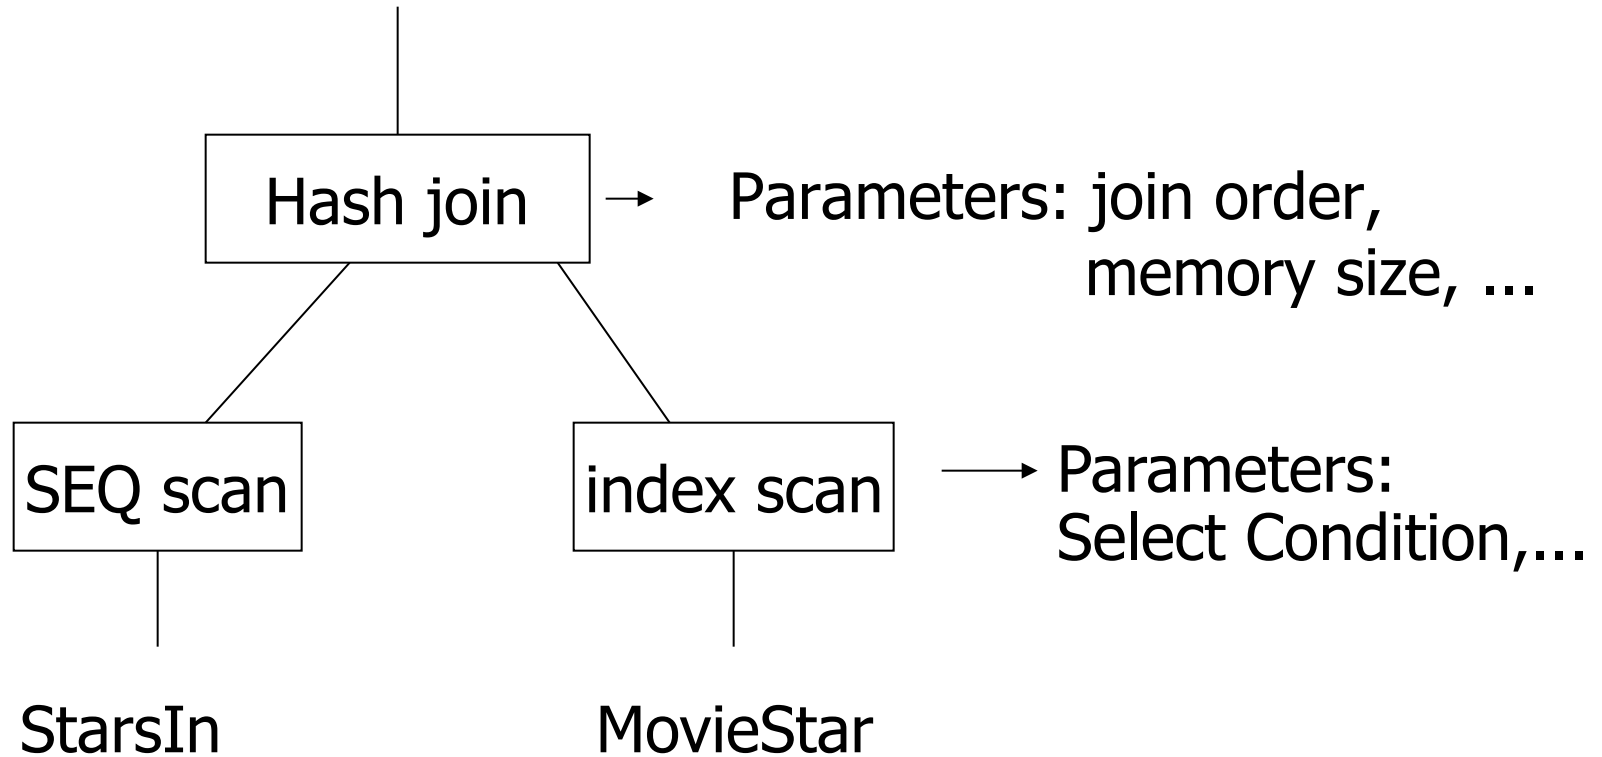 Hash join
Parameters: join order,
memory size, ...
SEQ scan
index scan
Parameters:
Select Condition,...
StarsIn
MovieStar